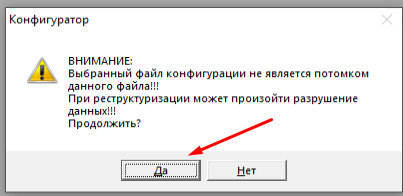 Конфигуратор
ВНИМАНИЕ:
Выбранный файл конфигурации не является потомком
данного файла!!!
При реструктуризации может произойти разрушение
данных!!!
Продолжить?
Да
Нет